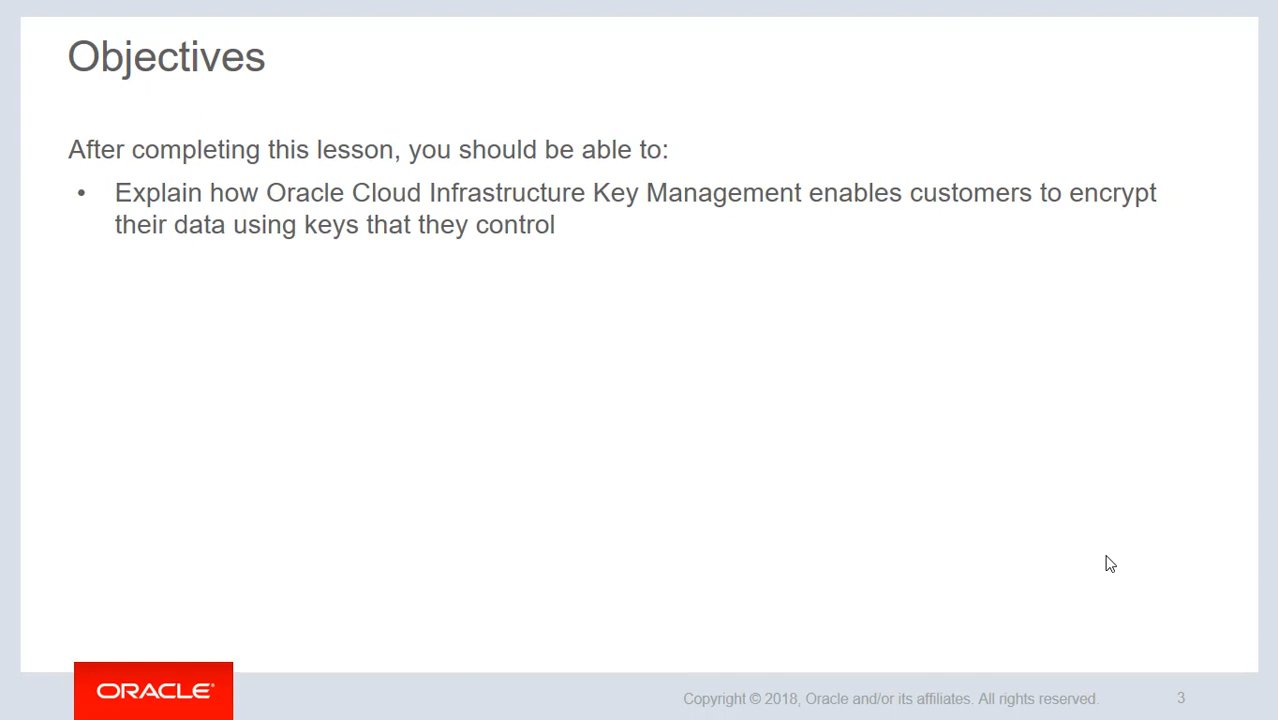 Objectives
After completing this lesson, you should be able to:
• Explain how Oracle Cloud Infrastructure Key Management enables customers to encrypt
their data using keys that they control
ORACLE®
Copyright © 2018, Oracle and/or its affiliates. All rights reserved.
3